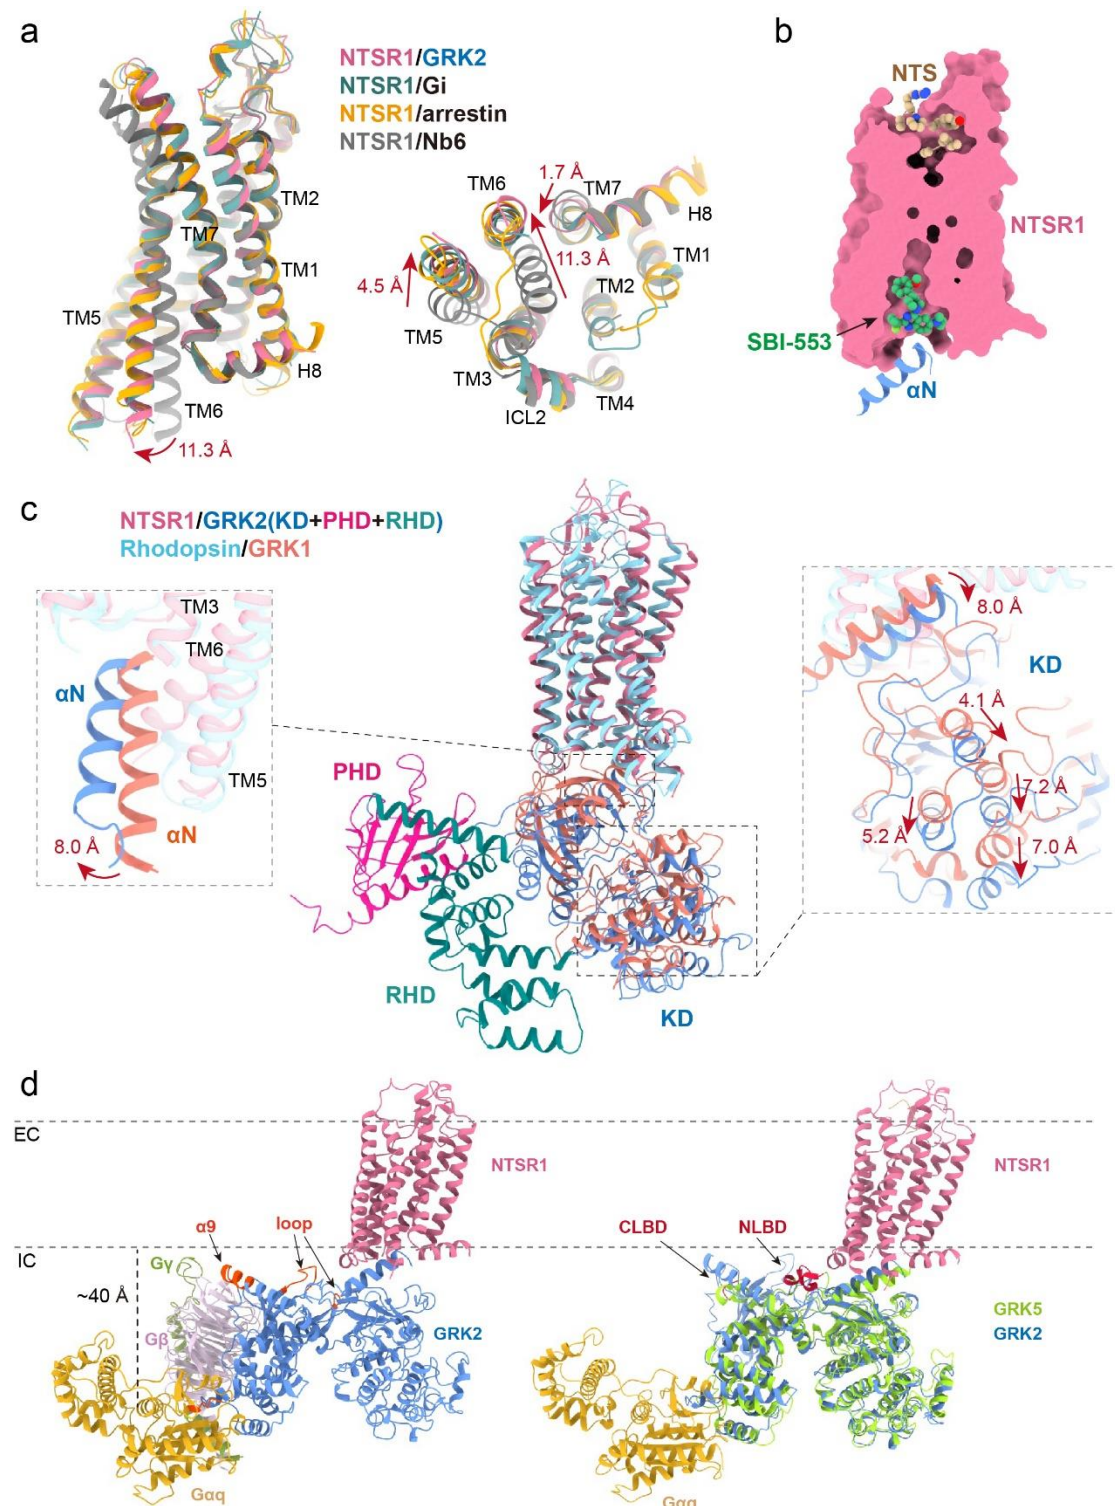 a
NTSR1/GRK2
NTSR1/Gi
NTSR1/arrestin
NTSR1/Nb6
TM2
TM7
TM1
TM5
H8
TM6
11.3 Å
1.7 Å
TM6
TM7
H8
4.5 Å
11.3 Å
TM1
TM2
TM5
TM3
TM4
ICL2
b
NTS
NTSR1
SBI-553
αN
c
NTSR1/GRK2(KD+PHD+RHD)
Rhodopsin/GRK1
TM3
TM6
αN
TM5
αN
8.0 Å
PHD
RHD
KD
8.0 Å
KD
4.1 Å
7.2 Å
5.2 Å
7.0 Å
d
EC
NTSR1
α9
loop
IC
Gγ
~40 Å
Gβ
GRK2
Gαq
NTSR1
CLBD
NLBD
GRK5
GRK2
Gαq